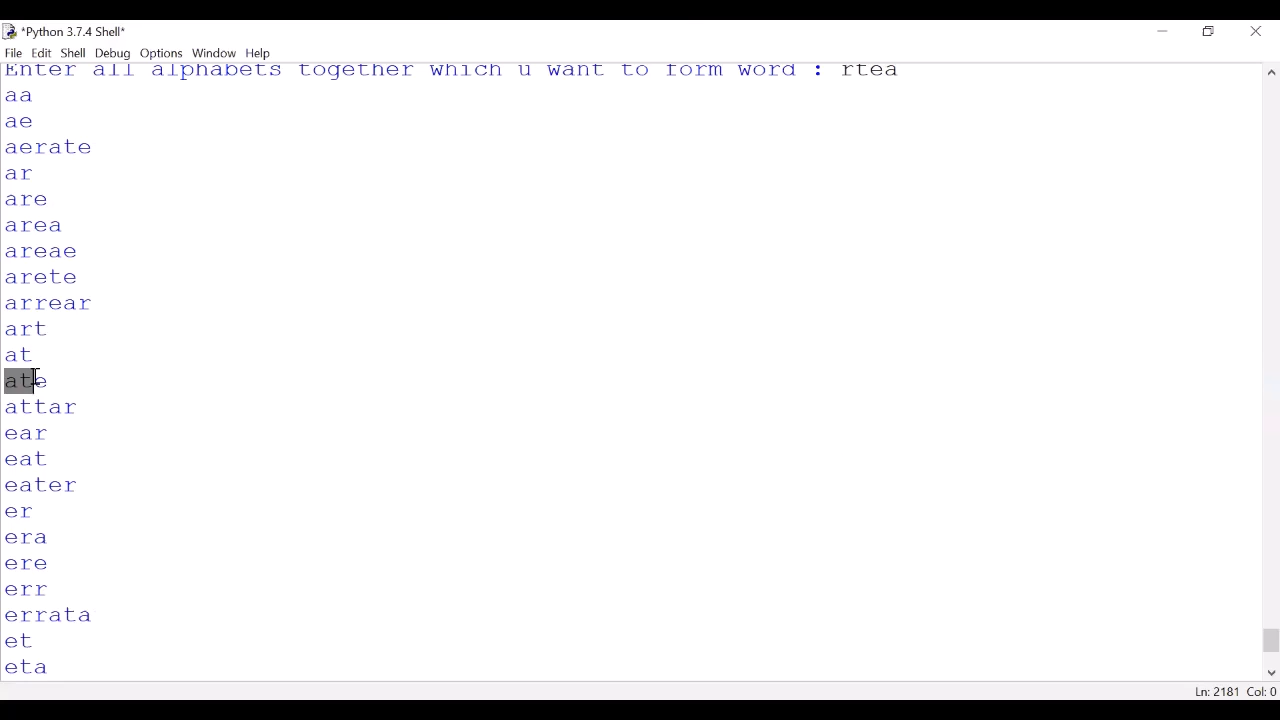 *Python 3.7.4 Shell*
File Edit Shell Debug Options Window Help
Enter all alphabets together which u want to form word : rtea
aa
ae
aerate
ar
are
area
areae
arete
arrear
art
at
ate
attar
ear
eat
eater
er
era
ere
err
errata
et
eta
Ln: 2181 Col: 0